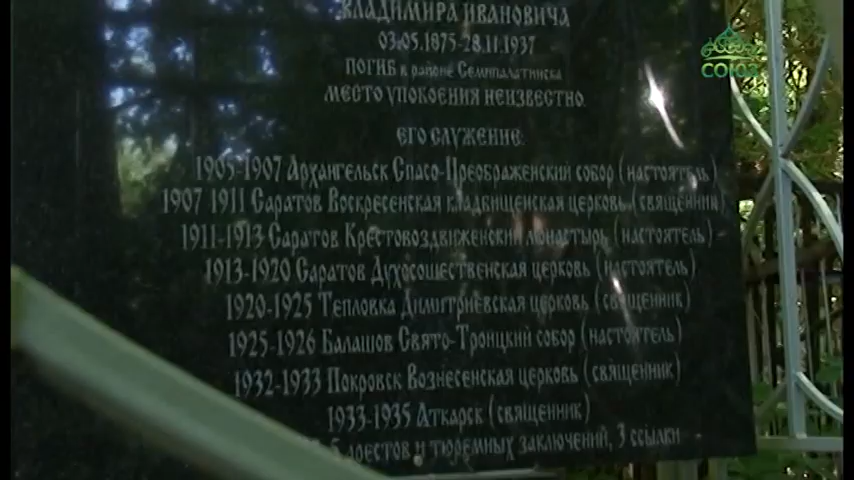 ВЛАДИМИРА ИВАНОВИЧА
СОЮЗ
03.05.1875-28.11.1937
ПОГИБ в районе Семипалатинска
МЕСТО УПОКОЕНИЯ НЕИЗВЕСТНО.
ЕГО СЛУЖЕНИЕ:
1905-1907 Архангельск Спасо-Преображенский собор (настоятель)
1907 1911 Саратов Воскресенская кладбищенская церковь (священник)
1911-1913 Саратов Крестовоздвиженский монастырь (настоятель)
1913-1920 Саратов Духосошественская церковь (настоятель)
1920-1925 Тепловка Димитриевская церковь (священник)
1925-1926 Балашов Свято-Троицкий собор (настоятель)
1932-1933 Покровск Вознесенская церковь (священник)
1933-1935 Аткарск (священник)
5 арестов и тюремных заключений, 3 ссылки